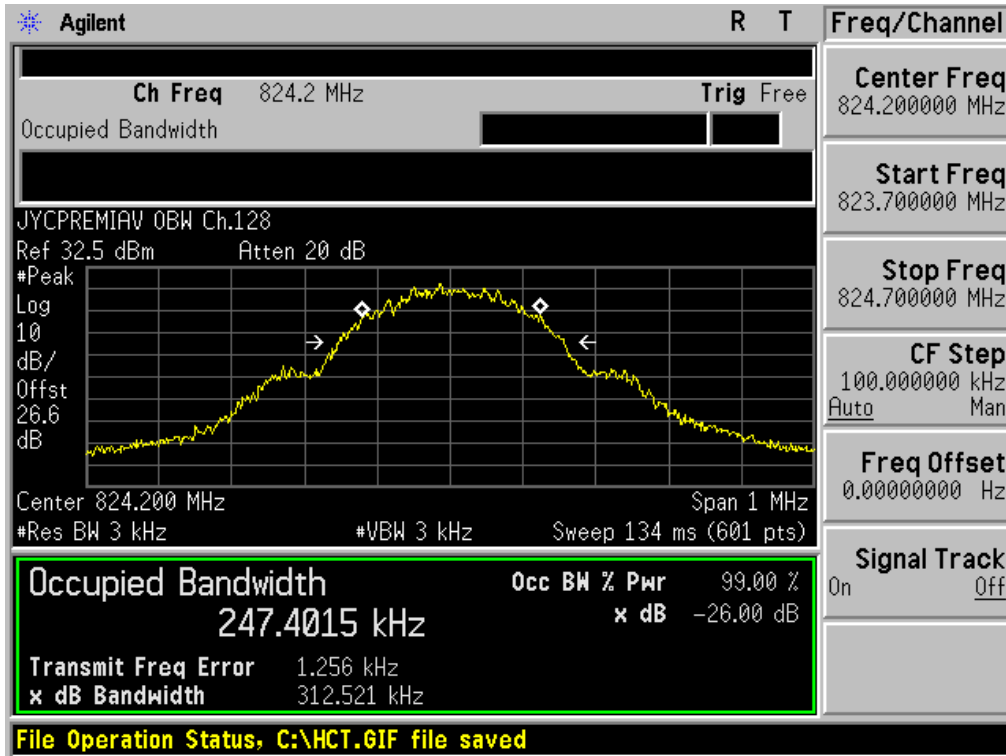 Agilent R T
Ch Freq 824.2 MHz Trig Free
Occupied Bandwidth
JYCPREMIAV OBW Ch.128
Ref 32.5 dBm Atten 20 dB
#Peak
Log
10
dB/
Offst
26.6
dB
Center 824.200 MHz Span 1 MHz
#Res BW 3 kHz #VBW 3 kHz Sweep 134 ms (601 pts)
Occupied Bandwidth
247.4015 kHz
Occ BW % Pwr 99.00 %
x dB -26.00 dB
Transmit Freq Error 1.256 kHz
x dB Bandwidth 312.521 kHz
File Operation Status, C:\HCT.GIF file saved
Freq/Channel
Center Freq
824.200000 MHz
Start Freq
823.700000 MHz
Stop Freq
824.700000 MHz
CF Step
100.000000 kHz
Auto Man
Freq Offset
0.00000000 Hz
Signal Track
On Off